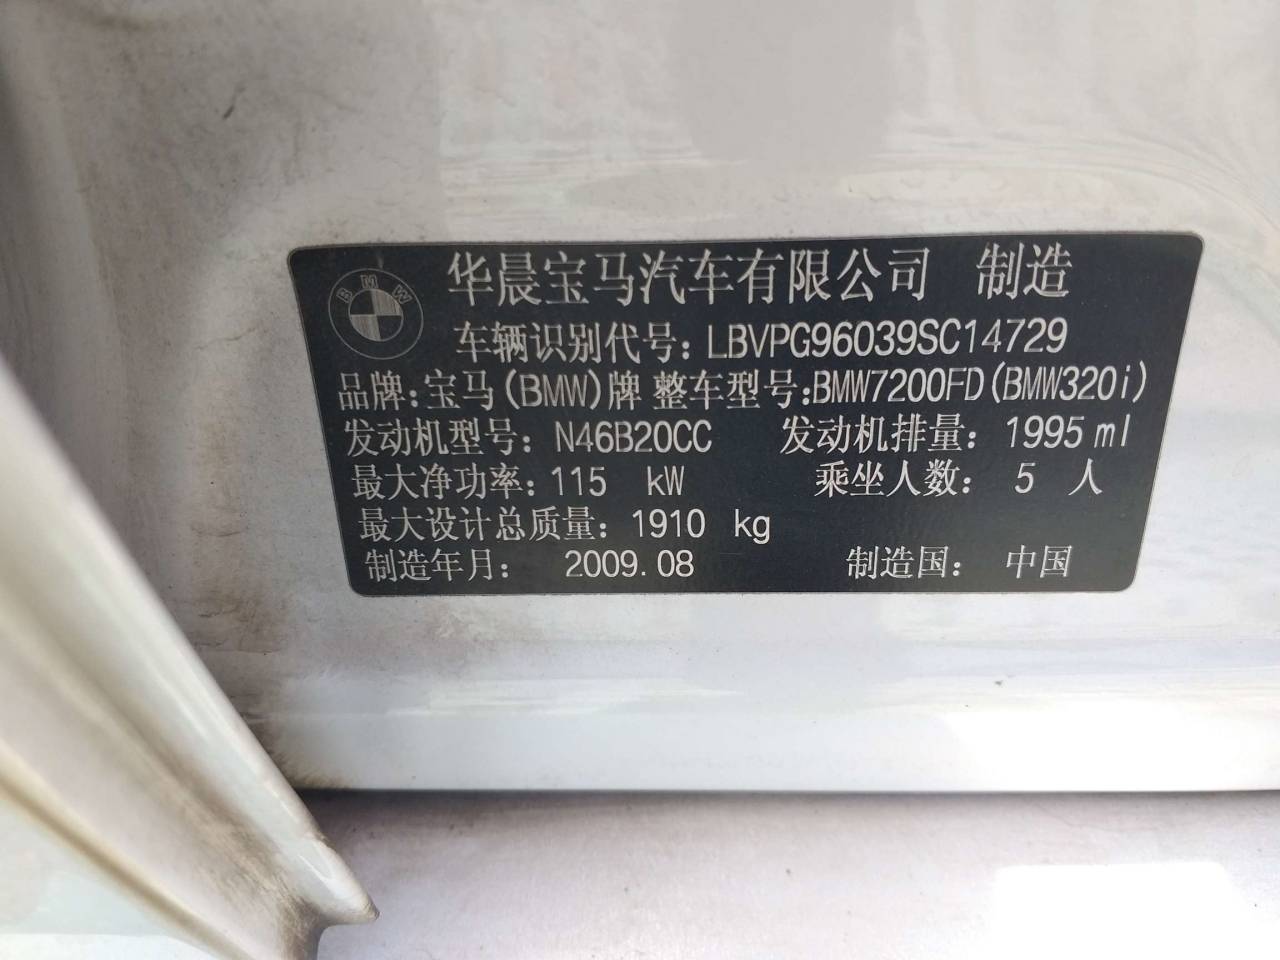 BMW
华晨宝马汽车有限公司 制造
车辆识别代号: LBVPG96039SC14729
品牌: 宝马(BMW)牌 整车型号:BMW7200FD(BMW320i)
发动机型号: N46B20CC 发动机排量: 1995 ml
最大净功率: 115 kW 乘坐人数: 5 人
最大设计总质量: 1910 kg
制造年月: 2009.08 制造国: 中国